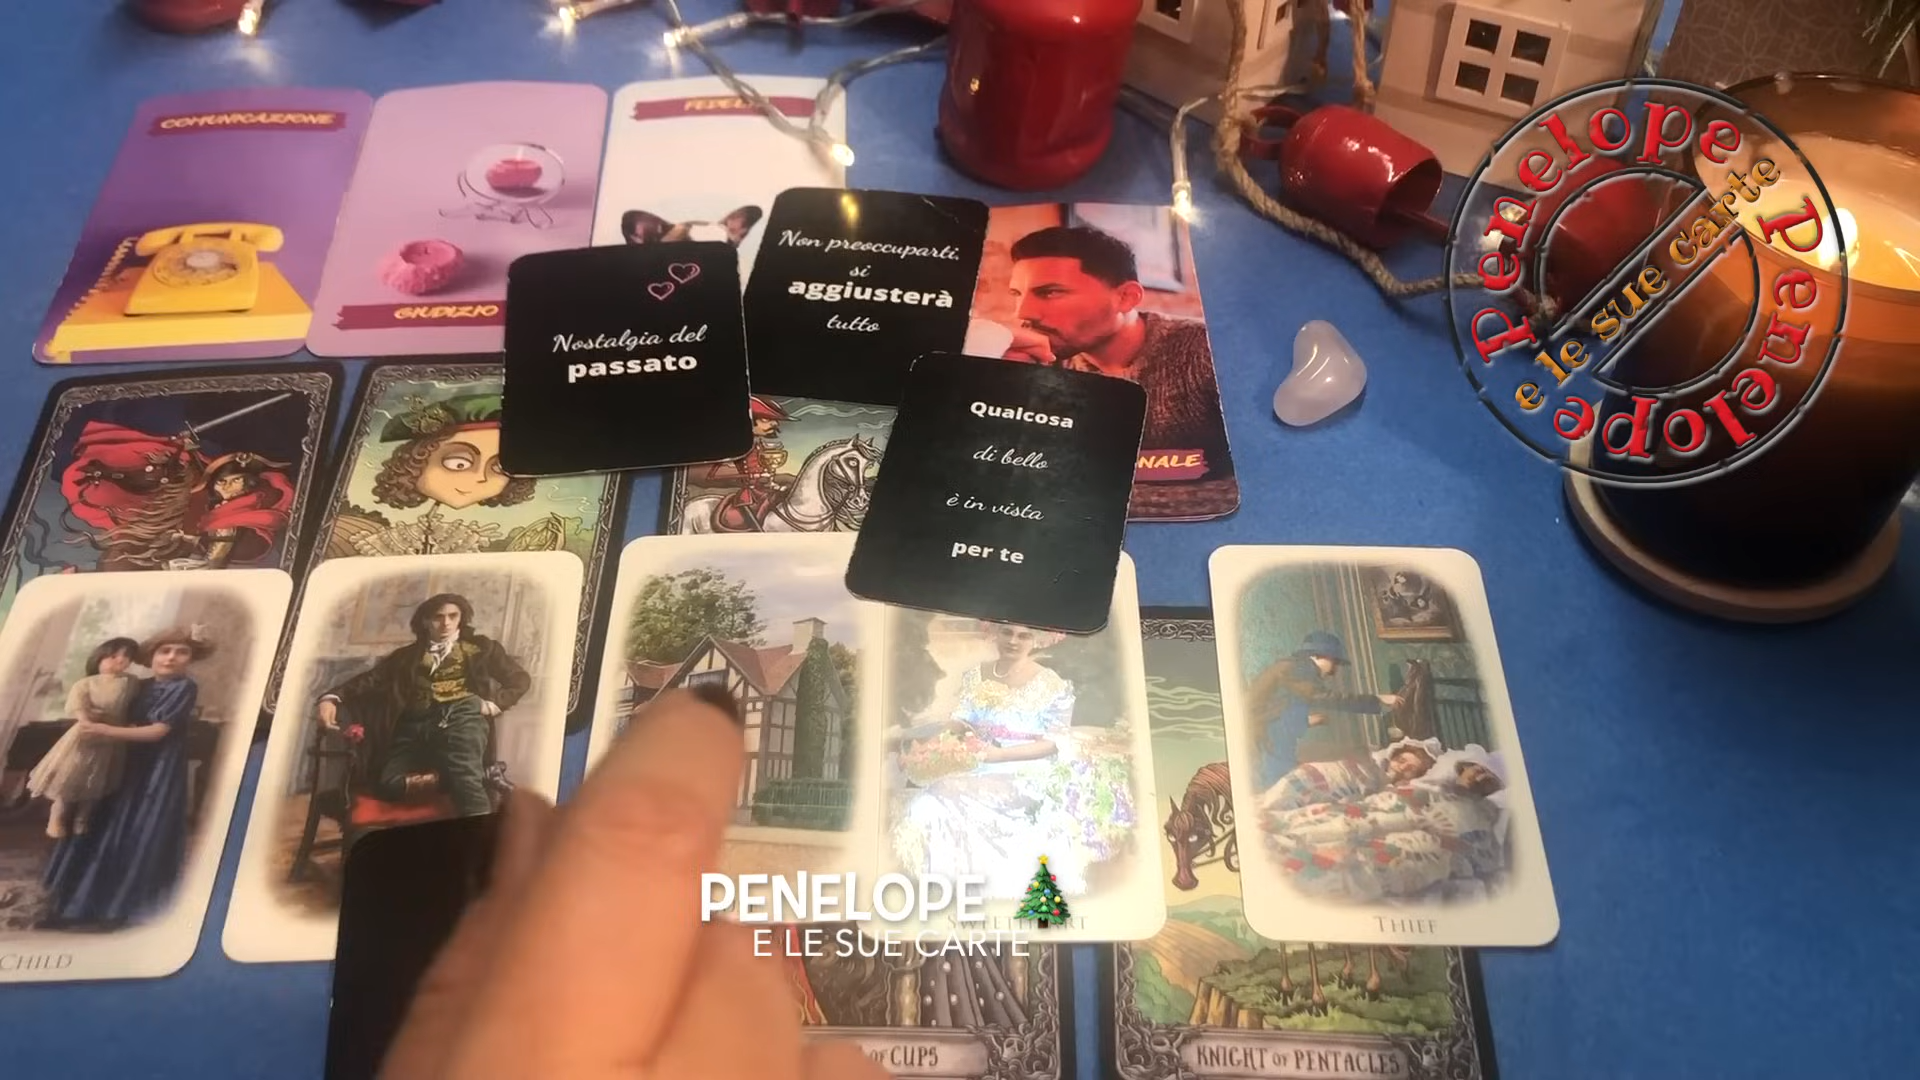 COMUNICAZIONE
GIUDIZIO
Nostalgia del
passato
Non preoccuparti,
si
aggiusterà
tutto
Qualcosa
di bello
è in vista
per te
NALE
Penelope Penelope Penelope
e le sue carte
CHILD
THIEF
PENELOPE 🎄
E LE SUE CARTE
OF CUPS
KNIGHT OF PENTACLES